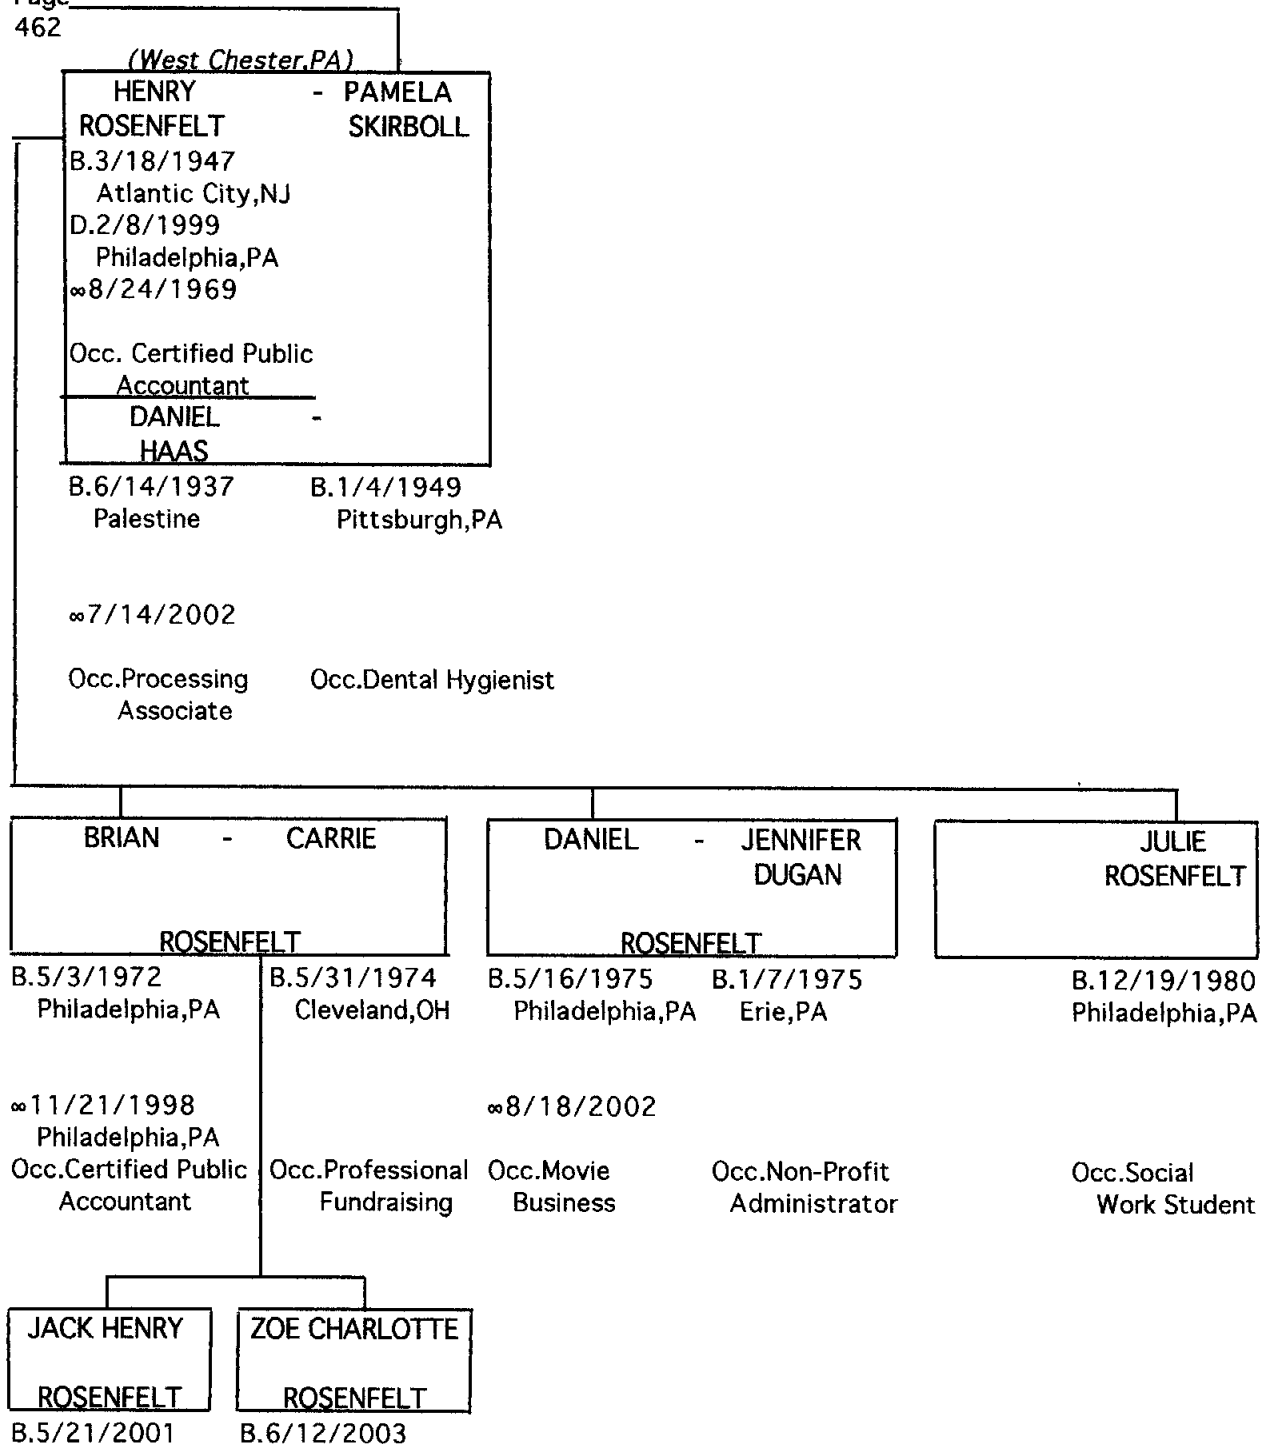 Page
462
(West Chester,PA)
HENRY - PAMELA
ROSENFELT SKIRBOLL
B.3/18/1947
Atlantic City,NJ
D.2/8/1999
Philadelphia,PA
∞8/24/1969
Occ. Certified Public
Accountant
DANIEL -
HAAS
B.6/14/1937 B.1/4/1949
Palestine Pittsburgh,PA
∞7/14/2002
Occ.Processing Occ.Dental Hygienist
Associate
BRIAN - CARRIE DANIEL - JENNIFER JULIE
DUGAN ROSENFELT
ROSENFELT ROSENFELT
B.5/3/1972 B.5/31/1974 B.5/16/1975 B.1/7/1975 B.12/19/1980
Philadelphia,PA Cleveland,OH Philadelphia,PA Erie,PA Philadelphia,PA
∞11/21/1998 ∞8/18/2002
Philadelphia,PA
Occ.Certified Public Occ.Professional Occ.Movie Occ.Non-Profit Occ.Social
Accountant Fundraising Business Administrator Work Student
JACK HENRY ZOE CHARLOTTE
ROSENFELT ROSENFELT
B.5/21/2001 B.6/12/2003